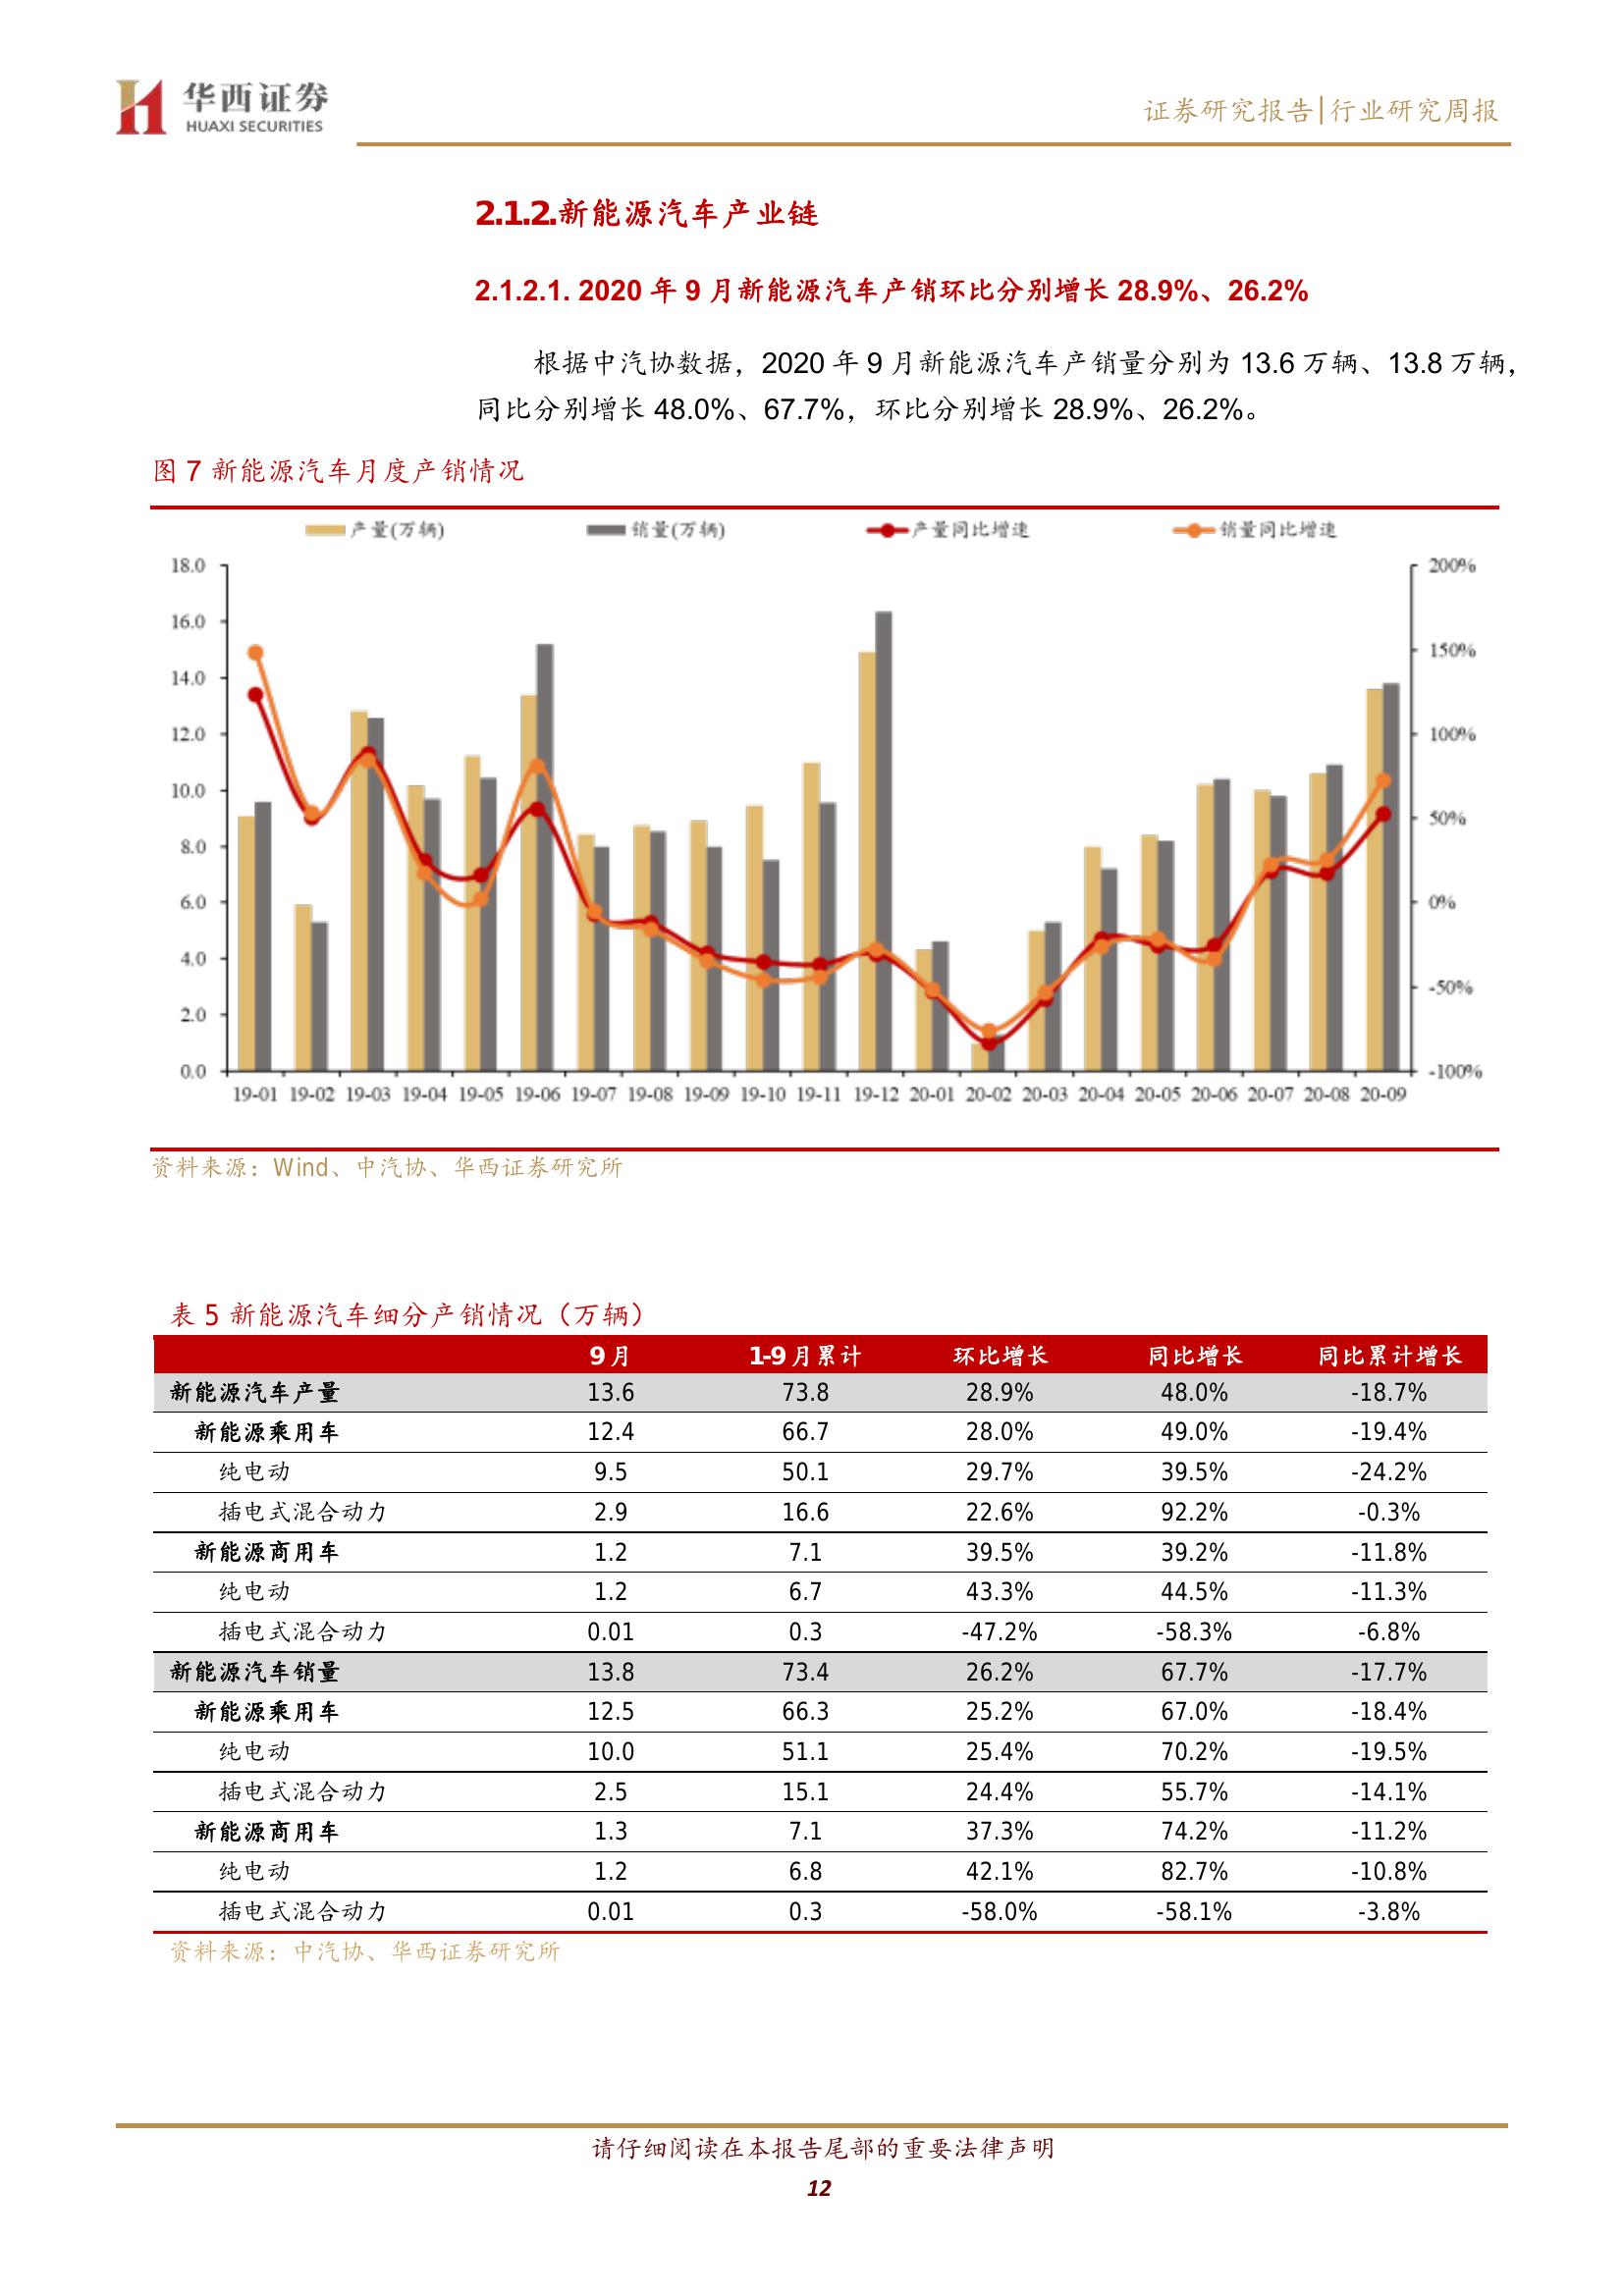 华西证券
HUAXI SECURITIES
证券研究报告|行业研究周报
2.1.2.新能源汽车产业链
2.1.2.1. 2020 年 9 月新能源汽车产销环比分别增长 28.9%、26.2%
根据中汽协数据，2020 年 9 月新能源汽车产销量分别为 13.6 万辆、13.8 万辆，
同比分别增长 48.0%、67.7%，环比分别增长 28.9%、26.2%。
图 7 新能源汽车月度产销情况
产量(万辆) 销量(万辆) 产量同比增速 销量同比增速
18.0 200%
16.0
150%
14.0
12.0 100%
10.0
50%
8.0
6.0 0%
4.0
-50%
2.0
0.0 -100%
19-01 19-02 19-03 19-04 19-05 19-06 19-07 19-08 19-09 19-10 19-11 19-12 20-01 20-02 20-03 20-04 20-05 20-06 20-07 20-08 20-09
资料来源：Wind、中汽协、华西证券研究所
表 5 新能源汽车细分产销情况（万辆）
9 月 1-9 月累计 环比增长 同比增长 同比累计增长
新能源汽车产量 13.6 73.8 28.9% 48.0% -18.7%
新能源乘用车 12.4 66.7 28.0% 49.0% -19.4%
纯电动 9.5 50.1 29.7% 39.5% -24.2%
插电式混合动力 2.9 16.6 22.6% 92.2% -0.3%
新能源商用车 1.2 7.1 39.5% 39.2% -11.8%
纯电动 1.2 6.7 43.3% 44.5% -11.3%
插电式混合动力 0.01 0.3 -47.2% -58.3% -6.8%
新能源汽车销量 13.8 73.4 26.2% 67.7% -17.7%
新能源乘用车 12.5 66.3 25.2% 67.0% -18.4%
纯电动 10.0 51.1 25.4% 70.2% -19.5%
插电式混合动力 2.5 15.1 24.4% 55.7% -14.1%
新能源商用车 1.3 7.1 37.3% 74.2% -11.2%
纯电动 1.2 6.8 42.1% 82.7% -10.8%
插电式混合动力 0.01 0.3 -58.0% -58.1% -3.8%
资料来源：中汽协、华西证券研究所
请仔细阅读在本报告尾部的重要法律声明
12